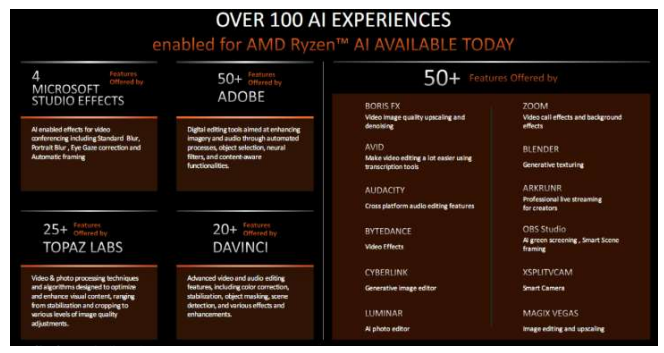 OVER 100 AI EXPERIENCES
enabled for AMD Ryzen™ AI AVAILABLE TODAY
4 Features Offered by
MICROSOFT
STUDIO EFFECTS
AI enabled effects for video
conferencing including Standard Blur,
Portrait Blur , Eye Gaze correction and
Automatic framing
50+ Features Offered by
ADOBE
Digital editing tools aimed at enhancing
imagery and audio through automated
processes, object selection, neural
filters, and content-aware
functionalities.
25+ Features Offered by
TOPAZ LABS
Video & photo processing techniques
and algorithms designed to optimize
and enhance visual content, ranging
from stabilization and cropping to
various levels of image quality
adjustments.
20+ Features Offered by
DAVINCI
Advanced video and audio editing
features, including color correction,
stabilization, object masking, scene
detection, and various effects and
enhancements.
50+ Features Offered by
BORIS FX
Video image quality upscaling and
denoising
AVID
Make video editing a lot easier using
transcription tools
AUDACITY
Cross platform audio editing features
BYTEDANCE
Video Effects
CYBERLINK
Generative image editor
LUMINAR
AI photo editor
ZOOM
Video call effects and background
effects
BLENDER
Generative texturing
ARKRUNR
Professional live streaming
for creators
OBS Studio
AI green screening , Smart Scene
framing
XSPLITVCAM
Smart Camera
MAGIX VEGAS
Image editing and upscaling